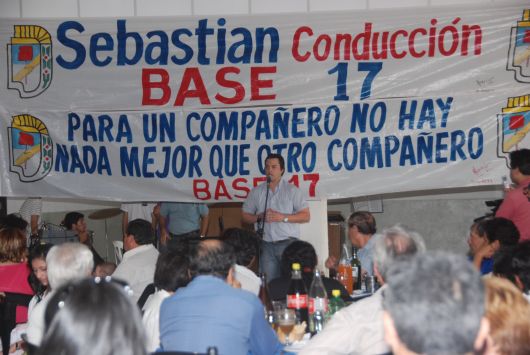 Sebastian Conducción
BASE 17
PARA UN COMPAÑERO NO HAY
NADA MEJOR QUE OTRO COMPAÑERO
BASE 17